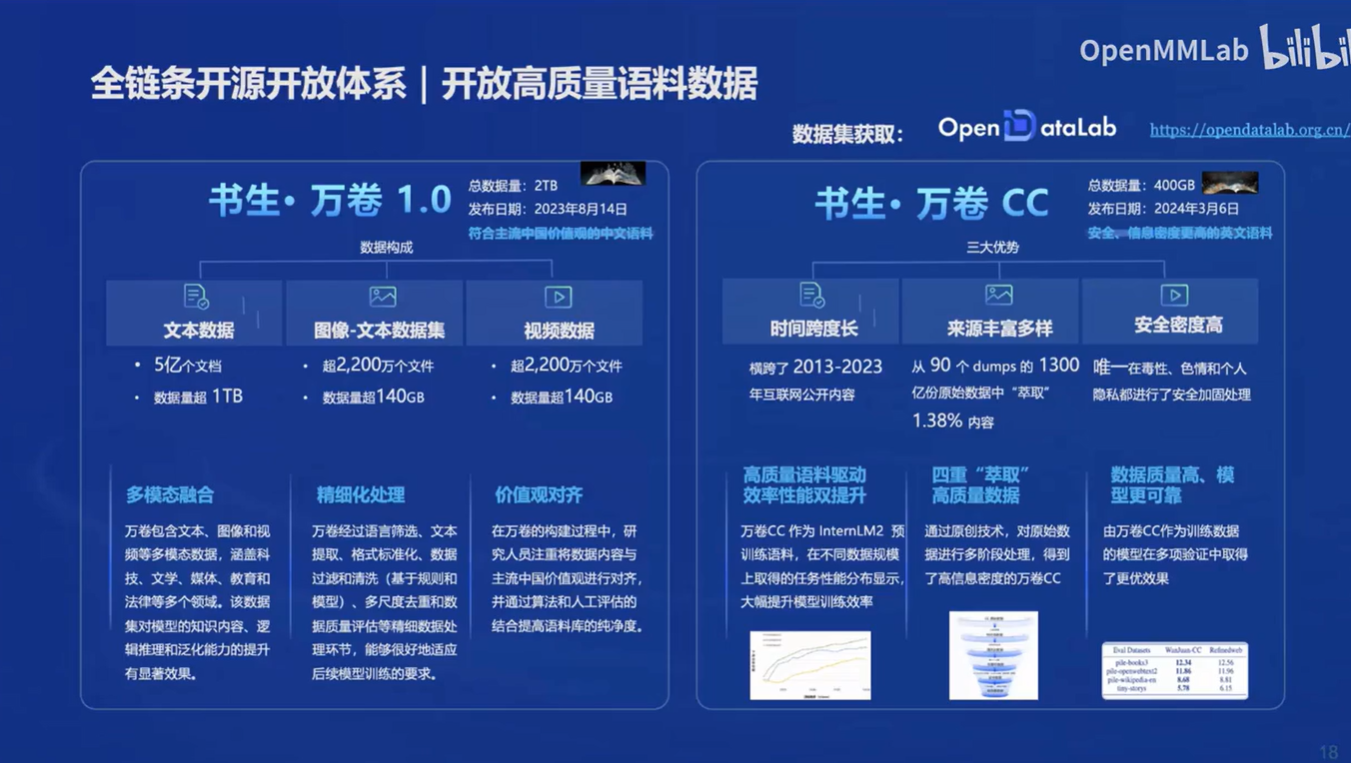 OpenMMLab bilibil
全链条开源开放体系 | 开放高质量语料数据
数据集获取：
OpenDataLab
https://opendatalab.org.cn/
书生·万卷 1.0
总数据量：2TB
发布日期：2023年8月14日
符合主流中国价值观的中文语料
数据构成
文本数据
5亿个文档
数据量超 1TB
图像-文本数据集
超2,200万个文件
数据量超140GB
视频数据
超2,200万个文件
数据量超140GB
多模态融合
万卷包含文本、图像和视
频等多模态数据，涵盖科
技、文学、媒体、教育和
法律等多个领域。该数据
集对模型的知识内容、逻
辑推理和泛化能力的提升
有显著效果。
精细化处理
万卷经过语言筛选、文本
提取、格式标准化、数据
过滤和清洗（基于规则和
模型）、多尺度去重和数
据质量评估等精细数据处
理环节，能够很好地适应
后续模型训练的要求。
价值观对齐
在万卷的构建过程中，研
究人员注重将数据内容与
主流中国价值观进行对齐，
并通过算法和人工评估的
结合提高语料库的纯净度。
书生·万卷 CC
总数据量：400GB
发布日期：2024年3月6日
安全、信息密度更高的英文语料
三大优势
时间跨度长
横跨了 2013-2023
年互联网公开内容
来源丰富多样
从 90 个 dumps 的 1300
亿份原始数据中“萃取”
1.38% 内容
安全密度高
唯一在毒性、色情和个人
隐私都进行了安全加固处理
高质量语料驱动
效率性能双提升
万卷CC 作为 InternLM2 预
训练语料，在不同数据规模
上取得的任务性能分布显示，
大幅提升模型训练效率
四重“萃取”
高质量数据
通过原创技术，对原始数
据进行多阶段处理，得到
了高信息密度的万卷CC
数据质量高、模
型更可靠
由万卷CC作为训练数据
的模型在多项验证中取得
了更优效果
Eval Datasets WanJuan-CC Refinedweb
pile-books3 12.34 12.56
pile-openwebtext2 11.86 11.96
pile-wikipedia-en 8.68 8.81
tiny-storys 5.78 6.15
18